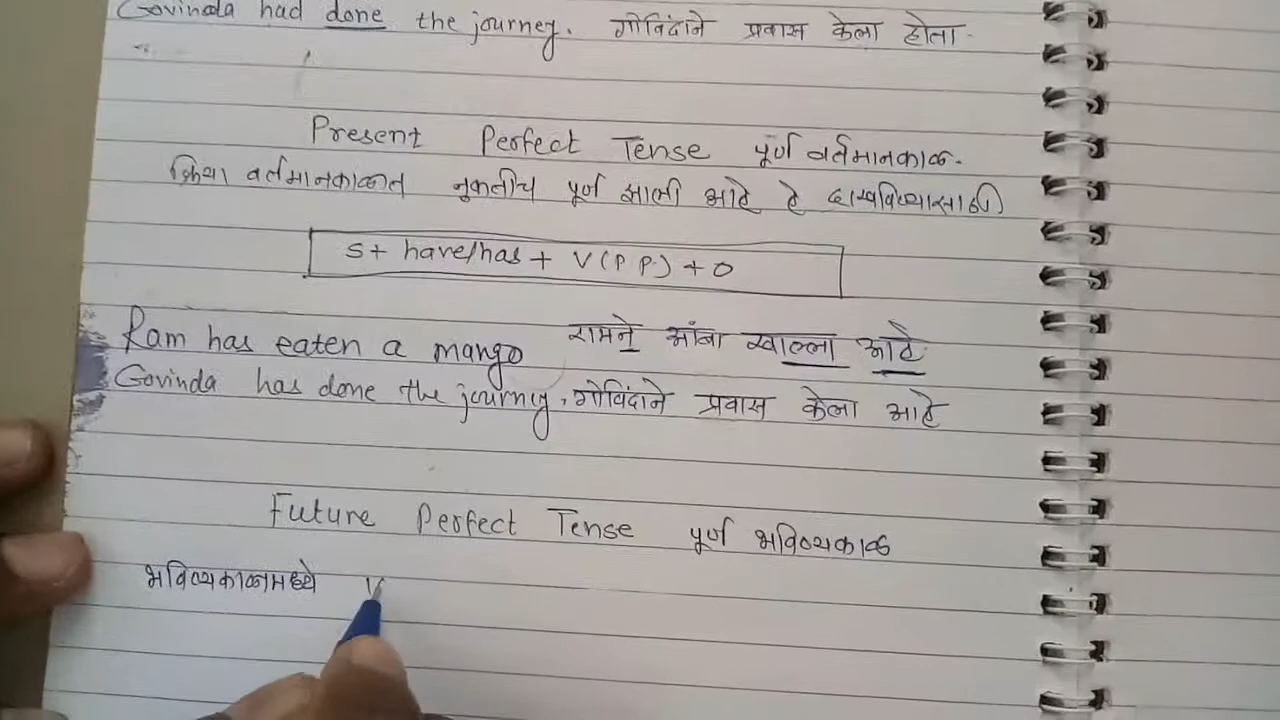 Govinda had done the journey. गोविंदाने प्रवास केला होता.
Present Perfect Tense पूर्ण वर्तमानकाळ.
क्रिया वर्तमानकाळात नुकतीच पूर्ण झाली आहे हे दाखविण्यासाठी
S+ have/has + V(P.P.) + O
Ram has eaten a mango रामने आंबा खाल्ला आहे
Govinda has done the journey. गोविंदाने प्रवास केला आहे
Future Perfect Tense पूर्ण भविष्यकाळ
भविष्यकाळामध्ये